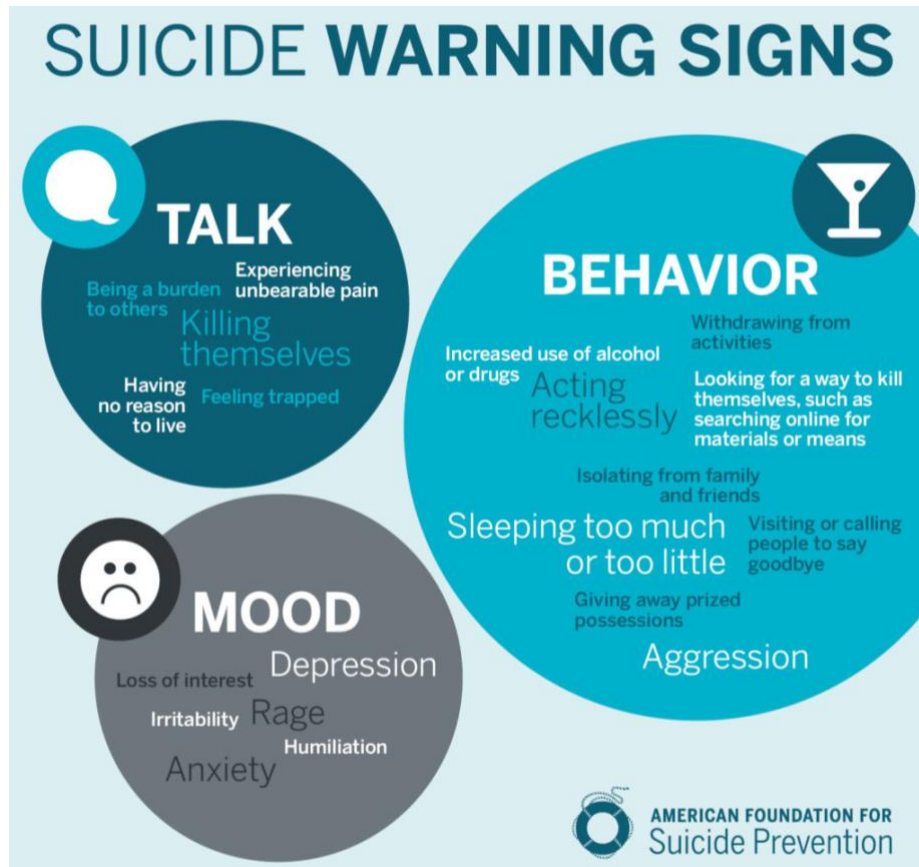 SUICIDE WARNING SIGNS
TALK
Experiencing
unbearable pain
Being a burden
to others
Killing
themselves
Having
no reason
to live
Feeling trapped
BEHAVIOR
Withdrawing from
activities
Increased use of alcohol
or drugs
Acting
recklessly
Looking for a way to kill
themselves, such as
searching online for
materials or means
Isolating from family
and friends
Sleeping too much
or too little
Visiting or calling
people to say
goodbye
Giving away prized
possessions
Aggression
MOOD
Depression
Loss of interest
Irritability
Rage
Humiliation
Anxiety
AMERICAN FOUNDATION FOR
Suicide Prevention